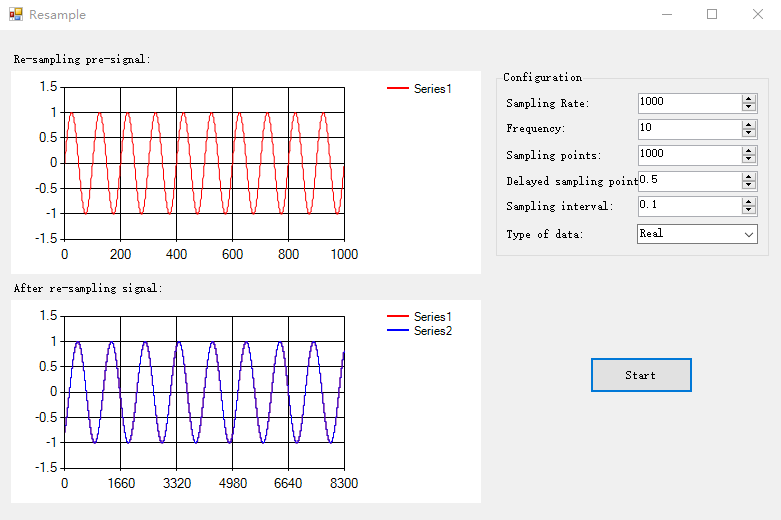 Resample
Re-sampling pre-signal:
1.5
1
0.5
0
-0.5
-1
-1.5
0 200 400 600 800 1000
Series1
After re-sampling signal:
1.5
1
0.5
0
-0.5
-1
-1.5
0 1660 3320 4980 6640 8300
Series1
Series2
Configuration
Sampling Rate: 1000
Frequency: 10
Sampling points: 1000
Delayed sampling point 0.5
Sampling interval: 0.1
Type of data: Real
Start